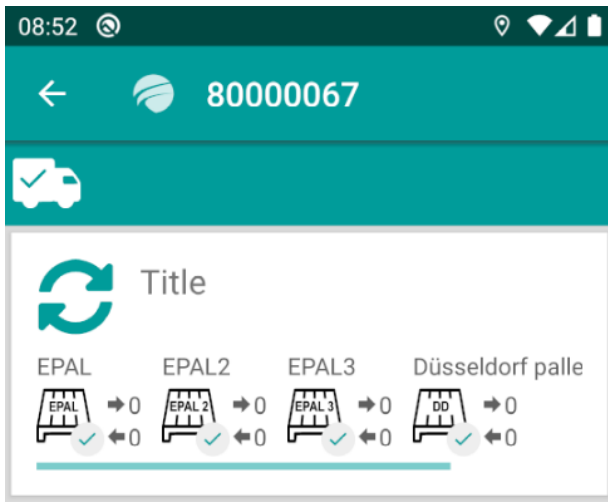 08:52
80000067
Title
EPAL EPAL2 EPAL3 Düsseldorf palle
EPAL 0 EPAL 2 0 EPAL 3 0 DD 0
0 0 0 0